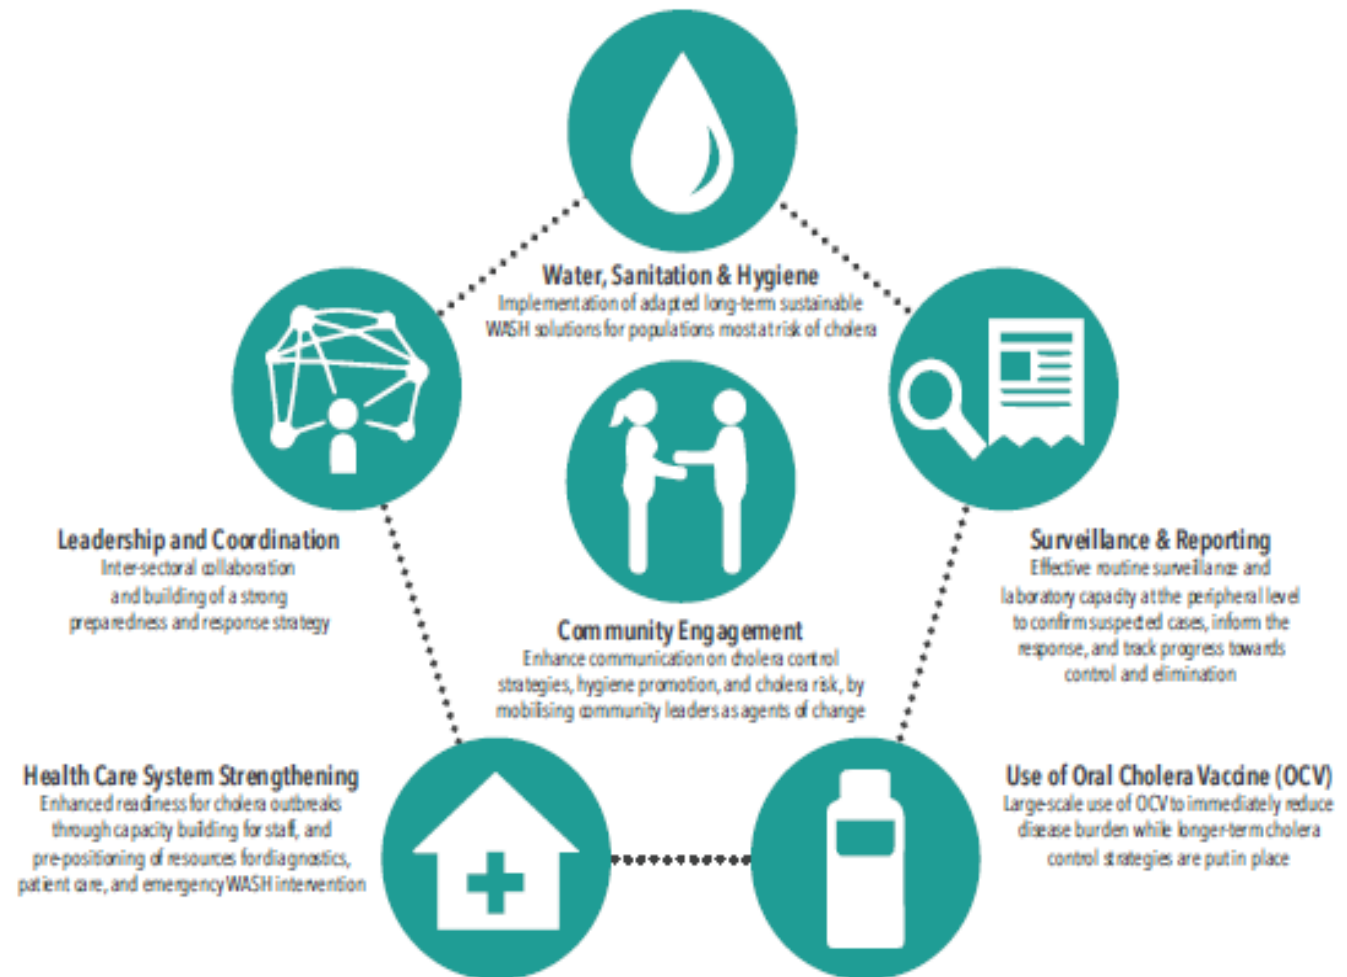 Water, Sanitation & Hygiene
Implementation of adapted long-term sustainable
WASH solutions for populations most at risk of cholera
Leadership and Coordination
Inter-sectoral collaboration
and building of a strong
preparedness and response strategy
Community Engagement
Enhance communication on cholera control
strategies, hygiene promotion, and cholera risk, by
mobilising community leaders as agents of change
Surveillance & Reporting
Effective routine surveillance and
laboratory capacity at the peripheral level
to confirm suspected cases, inform the
response, and track progress towards
control and elimination
Health Care System Strengthening
Enhanced readiness for cholera outbreaks
through capacity building for staff, and
pre-positioning of resources for diagnostics,
patient care, and emergency WASH intervention
Use of Oral Cholera Vaccine (OCV)
Large-scale use of OCV to immediately reduce
disease burden while longer-term cholera
control strategies are put in place